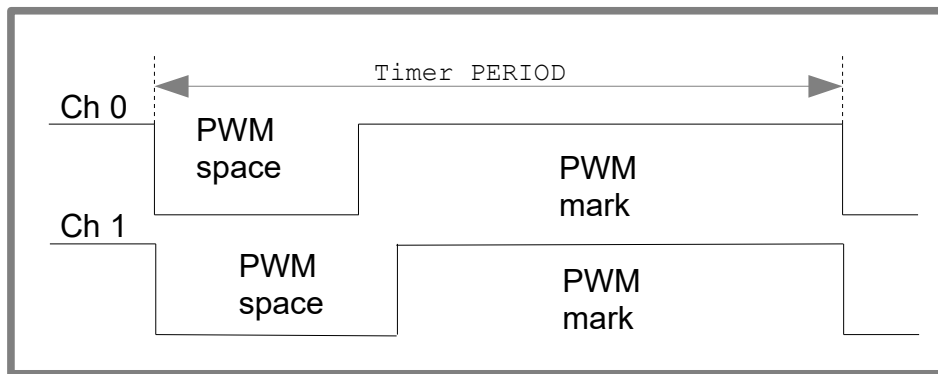 Timer PERIOD
Ch 0
PWM
space
PWM
mark
Ch 1
PWM
space
PWM
mark